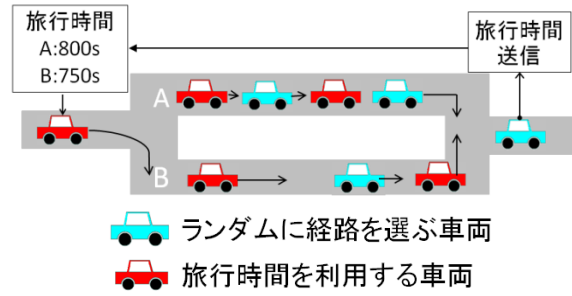 旅行時間
A:800s
B:750s
旅行時間
送信
A
B
ランダムに経路を選ぶ車両
旅行時間を利用する車両